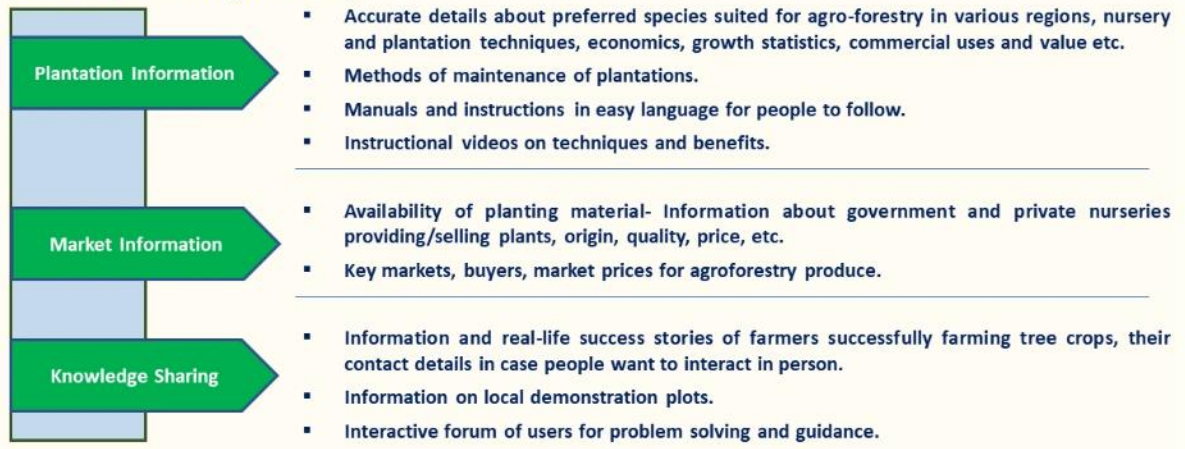 Plantation Information
▪ Accurate details about preferred species suited for agro-forestry in various regions, nursery
and plantation techniques, economics, growth statistics, commercial uses and value etc.
▪ Methods of maintenance of plantations.
▪ Manuals and instructions in easy language for people to follow.
▪ Instructional videos on techniques and benefits.
Market Information
▪ Availability of planting material- Information about government and private nurseries
providing/selling plants, origin, quality, price, etc.
▪ Key markets, buyers, market prices for agroforestry produce.
Knowledge Sharing
▪ Information and real-life success stories of farmers successfully farming tree crops, their
contact details in case people want to interact in person.
▪ Information on local demonstration plots.
▪ Interactive forum of users for problem solving and guidance.